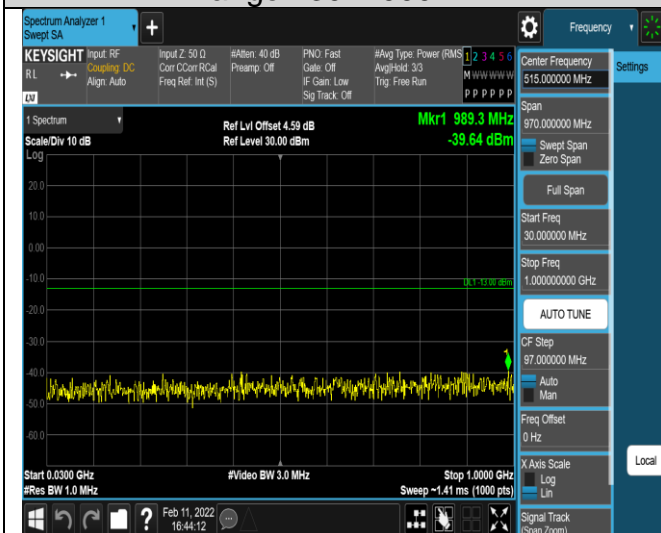 Spectrum Analyzer 1
Swept SA
+
Frequency
KEYSIGHT
RL
LXI
Input: RF
Coupling: DC
Align: Auto
Input Z: 50 Ω
Corr CCorr RCal
Freq Ref: Int (S)
#Atten: 40 dB
Preamp: Off
PNO: Fast
Gate: Off
IF Gain: Low
Sig Track: Off
#Avg Type: Power (RMS
Avg|Hold: 3/3
Trig: Free Run
1 2 3 4 5 6
M W W W W W
P P P P P P
1 Spectrum
Scale/Div 10 dB
Log
Ref Lvl Offset 4.59 dB
Ref Level 30.00 dBm
Mkr1 989.3 MHz
-39.64 dBm
20.0
10.0
0.00
-10.0
DL1 -13.00 dBm
-20.0
-30.0
1
-40.0
-50.0
-60.0
Start 0.0300 GHz
#Res BW 1.0 MHz
#Video BW 3.0 MHz
Stop 1.0000 GHz
Sweep ~1.41 ms (1000 pts)
?
Feb 11, 2022
16:44:12
Center Frequency
515.000000 MHz
Span
970.000000 MHz
Swept Span
Zero Span
Full Span
Start Freq
30.000000 MHz
Stop Freq
1.000000000 GHz
AUTO TUNE
CF Step
97.000000 MHz
Auto
Man
Freq Offset
0 Hz
X Axis Scale
Log
Lin
Signal Track
(Span Zoom)
Settings
Local